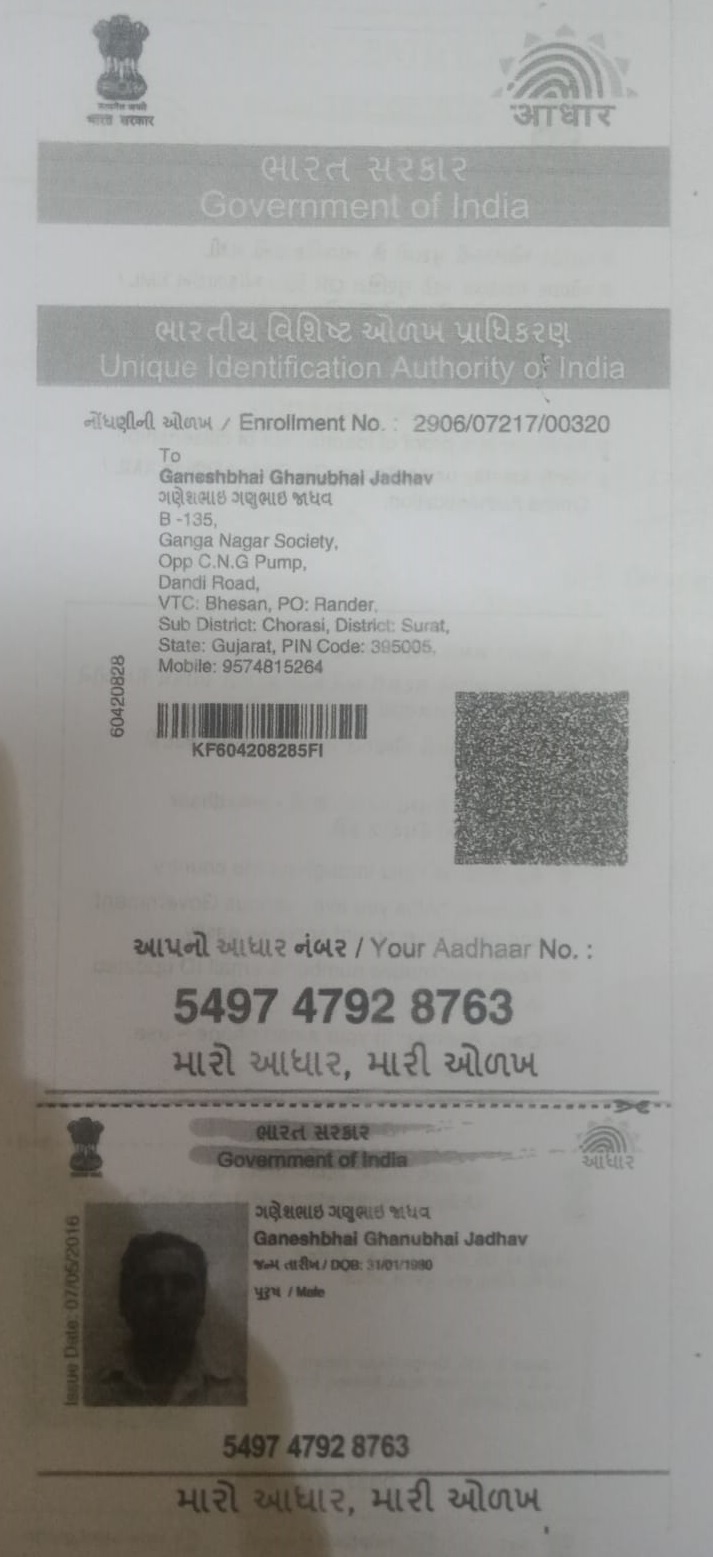 सत्यमेव जयते
भारत सरकार
आधार
ભારત સરકાર
Government of India
ભારતીય વિશિષ્ટ ઓળખ પ્રાધિકરણ
Unique Identification Authority of India
નોંધણીની ઓળખ / Enrollment No. : 2906/07217/00320
To
Ganeshbhai Ghanubhai Jadhav
ગણેશભાઇ ગણુભાઇ જાધવ
B -135,
Ganga Nagar Society,
Opp C.N.G Pump,
Dandi Road,
VTC: Bhesan, PO: Rander,
Sub District: Chorasi, District: Surat,
State: Gujarat, PIN Code: 395005,
Mobile: 9574815264
60420828
KF604208285FI
આપનો આધાર નંબર / Your Aadhaar No. :
5497 4792 8763
મારો આધાર, મારી ઓળખ
ભારત સરકાર
Government of India
આધાર
ગણેશભાઇ ગણુભાઇ જાધવ
Ganeshbhai Ghanubhai Jadhav
જન્મ તારીખ / DOB: 31/01/1980
પુરુષ / Male
Issue Date: 07/05/2016
5497 4792 8763
મારો આધાર, મારી ઓળખ